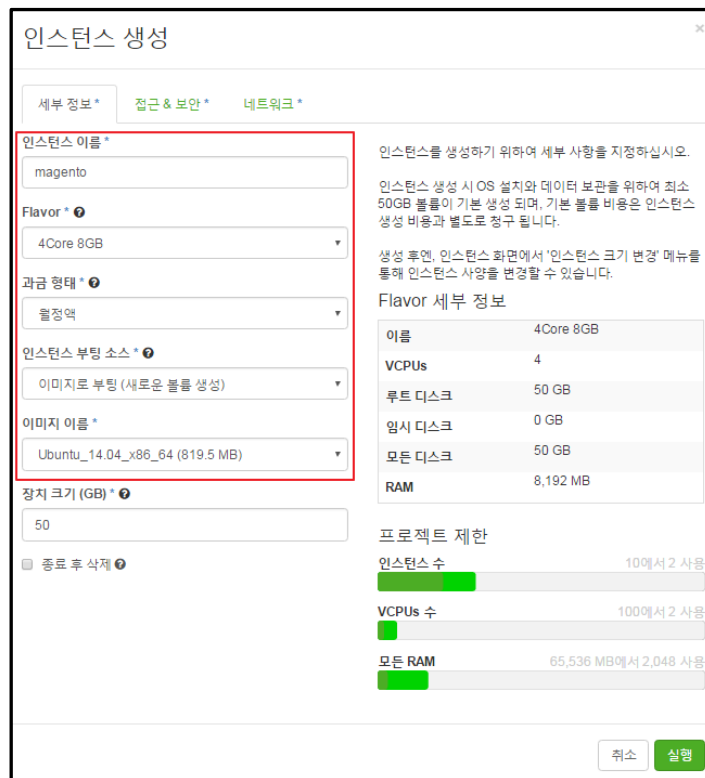 인스턴스 생성
×
세부 정보 *
접근 & 보안 *
네트워크 *
인스턴스 이름 *
magento
Flavor * ?
4Core 8GB
과금 형태 * ?
월정액
인스턴스 부팅 소스 * ?
이미지로 부팅 (새로운 볼륨 생성)
이미지 이름 *
Ubuntu_14.04_x86_64 (819.5 MB)
장치 크기 (GB) * ?
50
종료 후 삭제 ?
인스턴스를 생성하기 위하여 세부 사항을 지정하십시오.
인스턴스 생성 시 OS 설치와 데이터 보관을 위하여 최소
50GB 볼륨이 기본 생성 되며, 기본 볼륨 비용은 인스턴스
생성 비용과 별도로 청구 됩니다.
생성 후엔, 인스턴스 화면에서 '인스턴스 크기 변경' 메뉴를
통해 인스턴스 사양을 변경할 수 있습니다.
Flavor 세부 정보
이름 4Core 8GB
VCPUs 4
루트 디스크 50 GB
임시 디스크 0 GB
모든 디스크 50 GB
RAM 8,192 MB
프로젝트 제한
인스턴스 수 10에서 2 사용
VCPUs 수 100에서 2 사용
모든 RAM 65,536 MB에서 2,048 사용
취소
실행